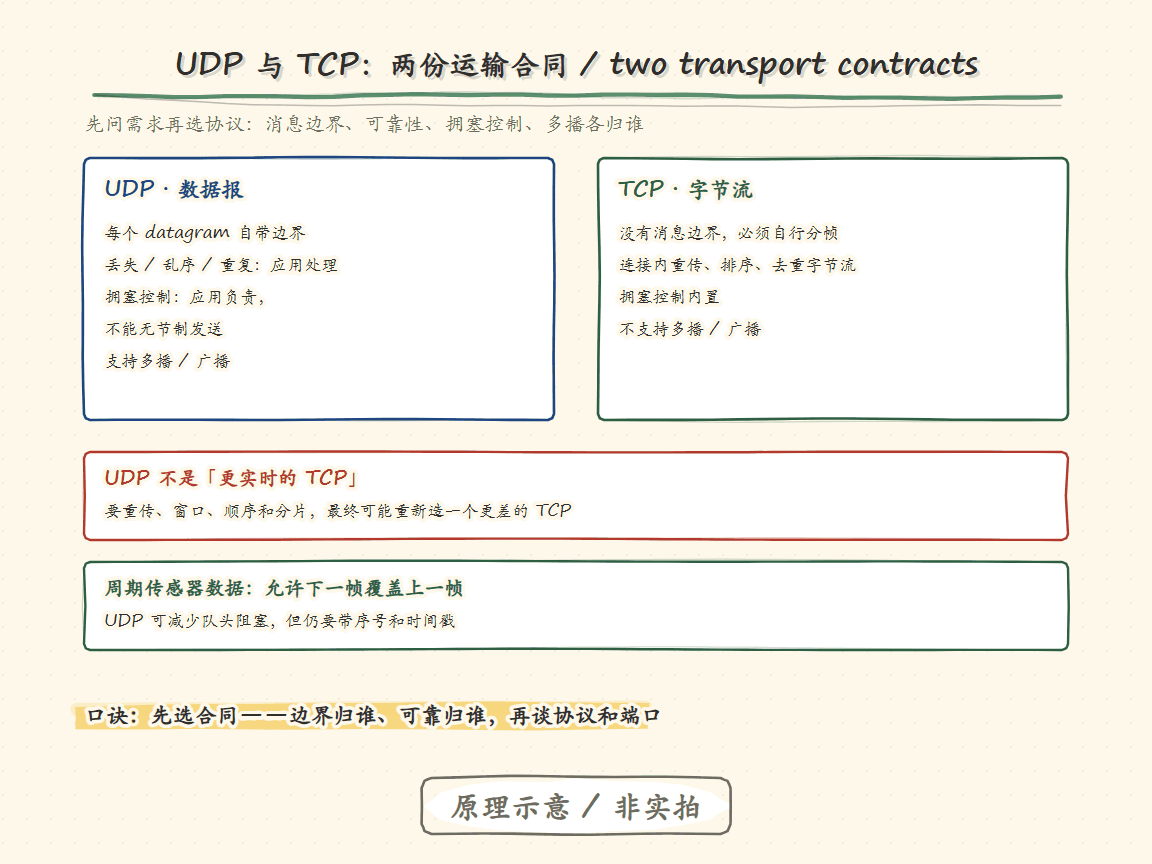 UDP 与 TCP：两份运输合同 / two transport contracts
先问需求再选协议：消息边界、可靠性、拥塞控制、多播各归谁
UDP · 数据报
每个 datagram 自带边界
丢失 / 乱序 / 重复：应用处理
拥塞控制：应用负责，
不能无节制发送
支持多播 / 广播
TCP · 字节流
没有消息边界，必须自行分帧
连接内重传、排序、去重字节流
拥塞控制内置
不支持多播 / 广播
UDP 不是「更实时的 TCP」
要重传、窗口、顺序和分片，最终可能重新造一个更差的 TCP
周期传感器数据：允许下一帧覆盖上一帧
UDP 可减少队头阻塞，但仍要带序号和时间戳
口诀：先选合同——边界归谁、可靠归谁，再谈协议和端口
原理示意 / 非实拍